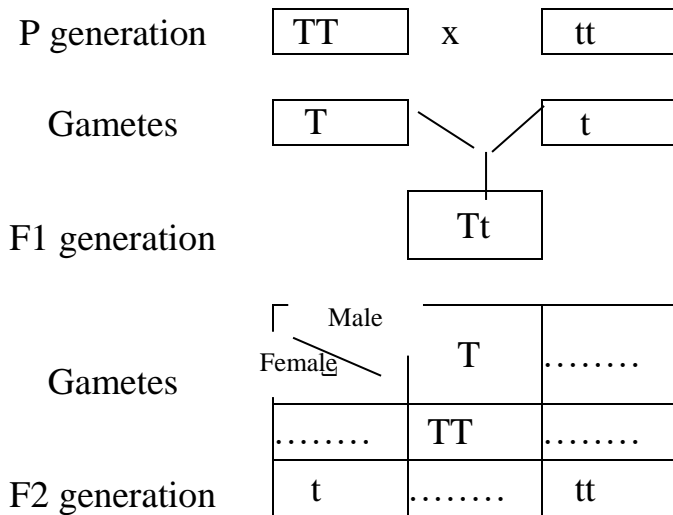 P generation TT x tt
Gametes T t
F1 generation Tt
Male
Female T ........
Gametes
........ TT ........
F2 generation t ........ tt